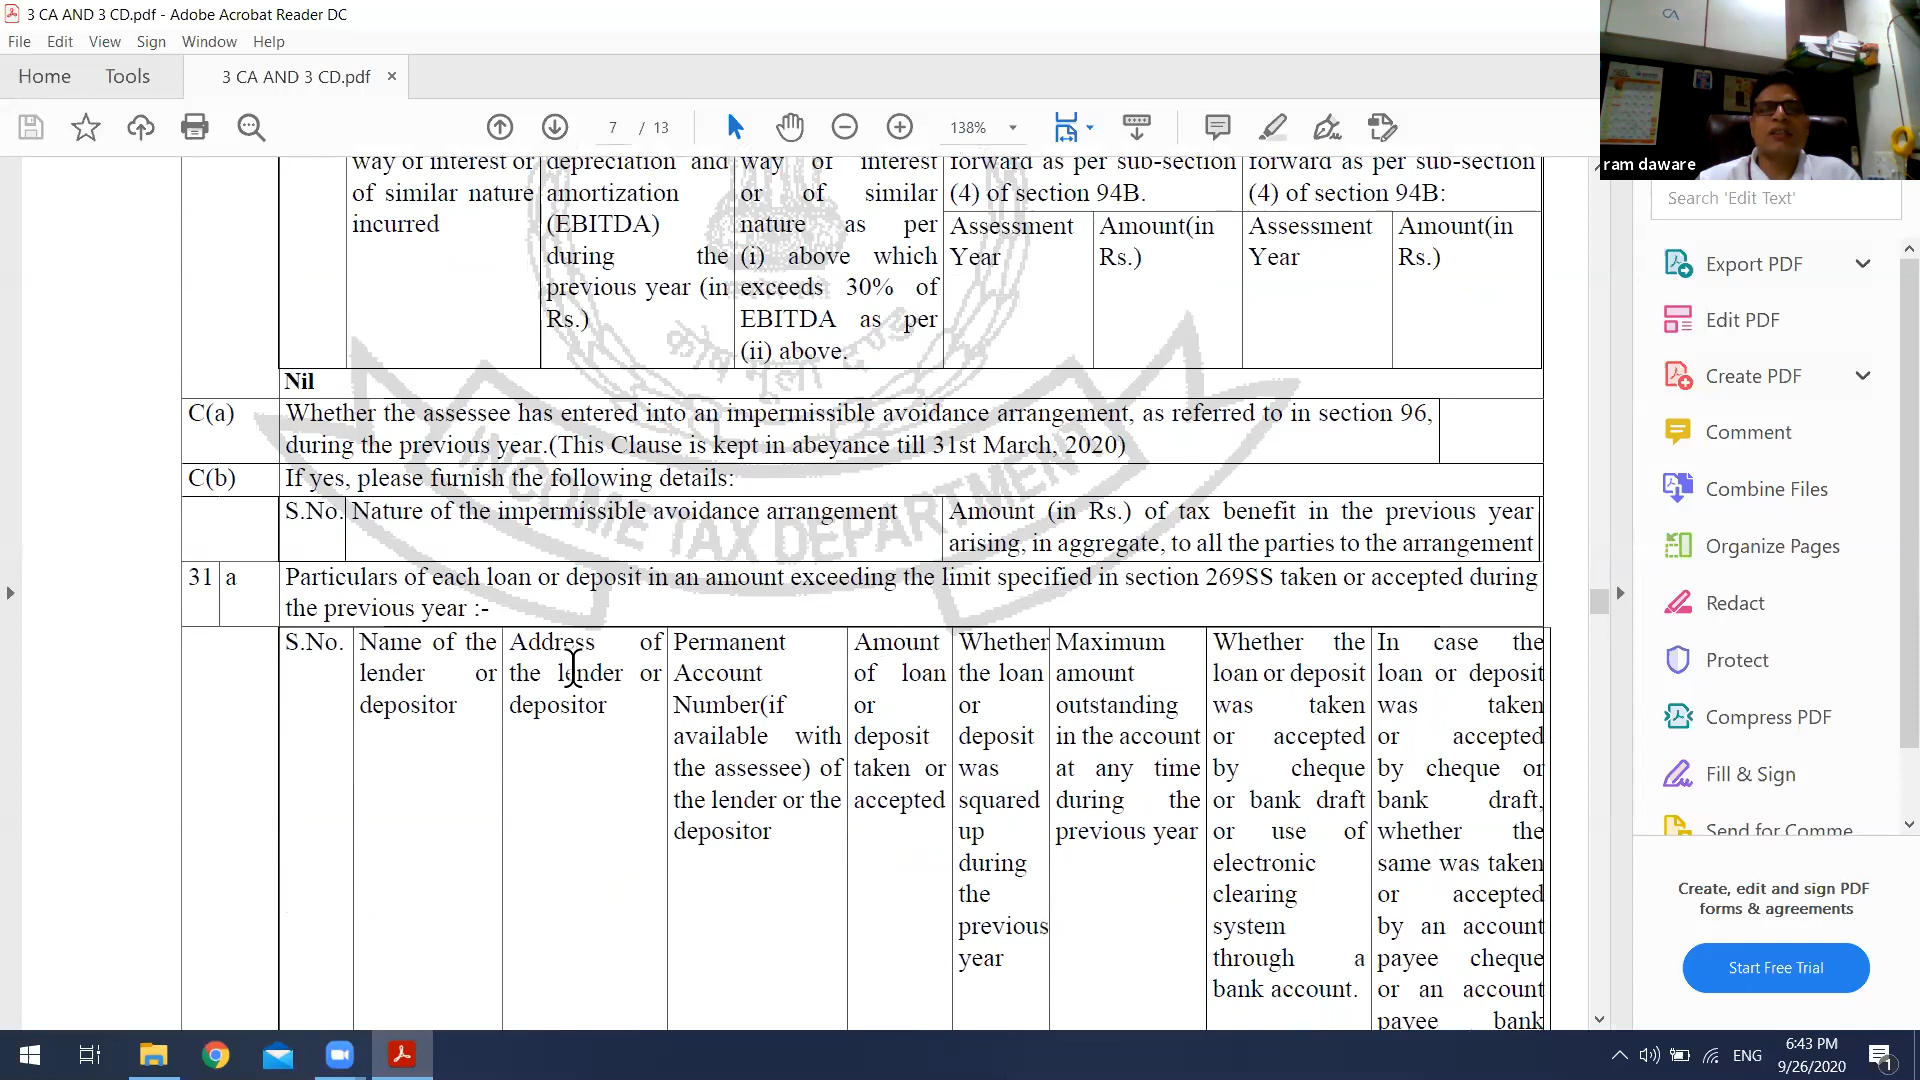 3 CA AND 3 CD.pdf - Adobe Acrobat Reader DC
File Edit View Sign Window Help
Home Tools 3 CA AND 3 CD.pdf ×
7 / 13 138%
CA
ram daware
way of interest or
of similar nature
incurred
depreciation and
amortization
(EBITDA)
during the
previous year (in
Rs.)
way of interest
or of similar
nature as per
(i) above which
exceeds 30% of
EBITDA as per
(ii) above.
forward as per sub-section
(4) of section 94B.
forward as per sub-section
(4) of section 94B:
Assessment
Year
Amount(in
Rs.)
Assessment
Year
Amount(in
Rs.)
Nil
C(a) Whether the assessee has entered into an impermissible avoidance arrangement, as referred to in section 96,
during the previous year.(This Clause is kept in abeyance till 31st March, 2020)
C(b) If yes, please furnish the following details:
S.No. Nature of the impermissible avoidance arrangement
Amount (in Rs.) of tax benefit in the previous year
arising, in aggregate, to all the parties to the arrangement
31 a Particulars of each loan or deposit in an amount exceeding the limit specified in section 269SS taken or accepted during
the previous year :-
S.No.
Name of the
lender or
depositor
Address of
the lender or
depositor
Permanent
Account
Number(if
available with
the assessee) of
the lender or the
depositor
Amount
of loan
or
deposit
taken or
accepted
Whether
the loan
or
deposit
was
squared
up
during
the
previous
year
Maximum
amount
outstanding
in the account
at any time
during the
previous year
Whether the
loan or deposit
was taken
or accepted
by cheque
or bank draft
or use of
electronic
clearing
system
through a
bank account.
In case the
loan or deposit
was taken
or accepted
by cheque or
bank draft,
whether the
same was taken
or accepted
by an account
payee cheque
or an account
payee bank
INCOME TAX DEPARTMENT
Search 'Edit Text'
Export PDF
Edit PDF
Create PDF
Comment
Combine Files
Organize Pages
Redact
Protect
Compress PDF
Fill & Sign
Send for Comme
Create, edit and sign PDF
forms & agreements
Start Free Trial
ENG
6:43 PM
9/26/2020
1